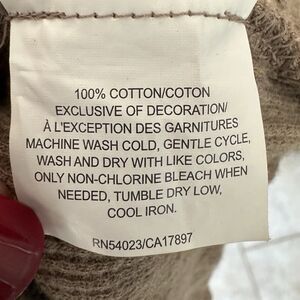 100% COTTON/COTON
EXCLUSIVE OF DECORATION/
À L'EXCEPTION DES GARNITURES
MACHINE WASH COLD, GENTLE CYCLE,
WASH AND DRY WITH LIKE COLORS,
ONLY NON-CHLORINE BLEACH WHEN
NEEDED, TUMBLE DRY LOW,
COOL IRON.
RN54023/CA17897